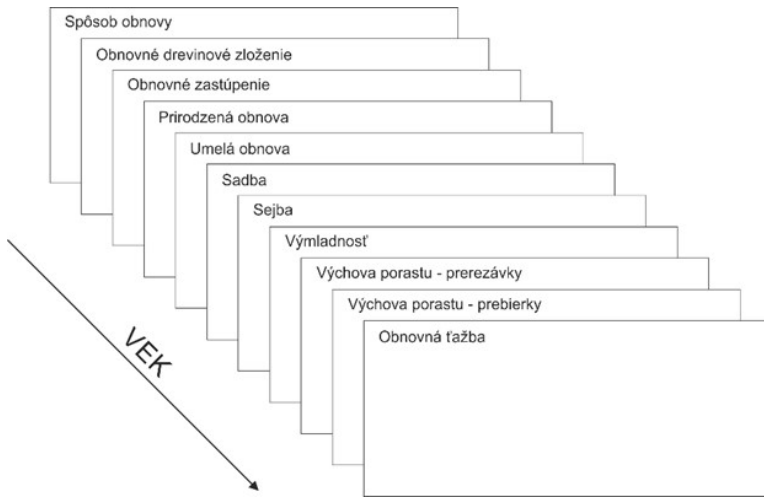 Spôsob obnovy
Obnovné drevinové zloženie
Obnovné zastúpenie
Prirodzená obnova
Umelá obnova
Sadba
Sejba
Výmladnosť
Výchova porastu - prerezávky
Výchova porastu - prebierky
Obnovná ťažba
VEK